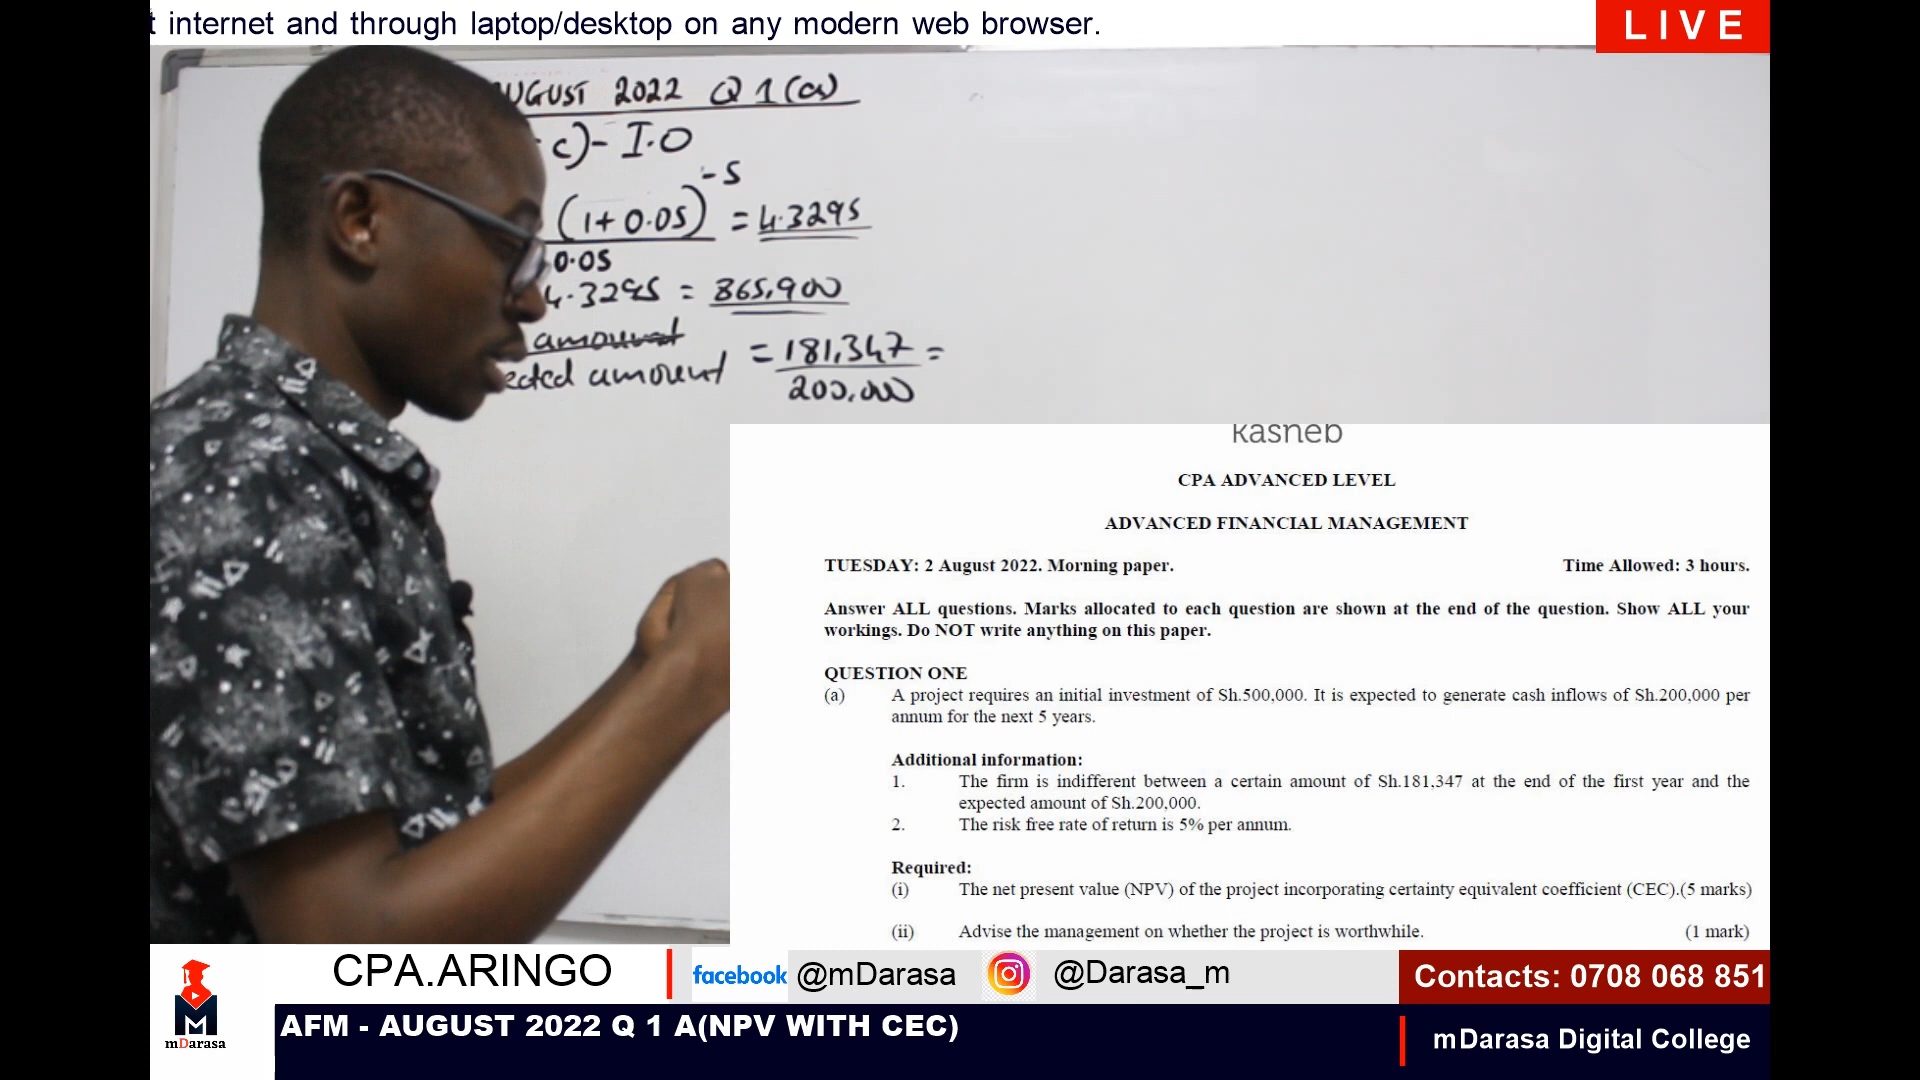 t internet and through laptop/desktop on any modern web browser.
LIVE
UGUST 2022 Q 1 (a)
c) - I.O
(1+0.05)^-5 = 4.3295
0.05
4.3295 = 865,900
amount
ected amount = 181,347 =
200,000
kasneb
CPA ADVANCED LEVEL
ADVANCED FINANCIAL MANAGEMENT
TUESDAY: 2 August 2022. Morning paper. Time Allowed: 3 hours.
Answer ALL questions. Marks allocated to each question are shown at the end of the question. Show ALL your
workings. Do NOT write anything on this paper.
QUESTION ONE
(a) A project requires an initial investment of Sh.500,000. It is expected to generate cash inflows of Sh.200,000 per
annum for the next 5 years.
Additional information:
1. The firm is indifferent between a certain amount of Sh.181,347 at the end of the first year and the
expected amount of Sh.200,000.
2. The risk free rate of return is 5% per annum.
Required:
(i) The net present value (NPV) of the project incorporating certainty equivalent coefficient (CEC).(5 marks)
(ii) Advise the management on whether the project is worthwhile. (1 mark)
CPA.ARINGO
facebook @mDarasa
@Darasa_m
Contacts: 0708 068 851
M
mDarasa
AFM - AUGUST 2022 Q 1 A(NPV WITH CEC)
mDarasa Digital College